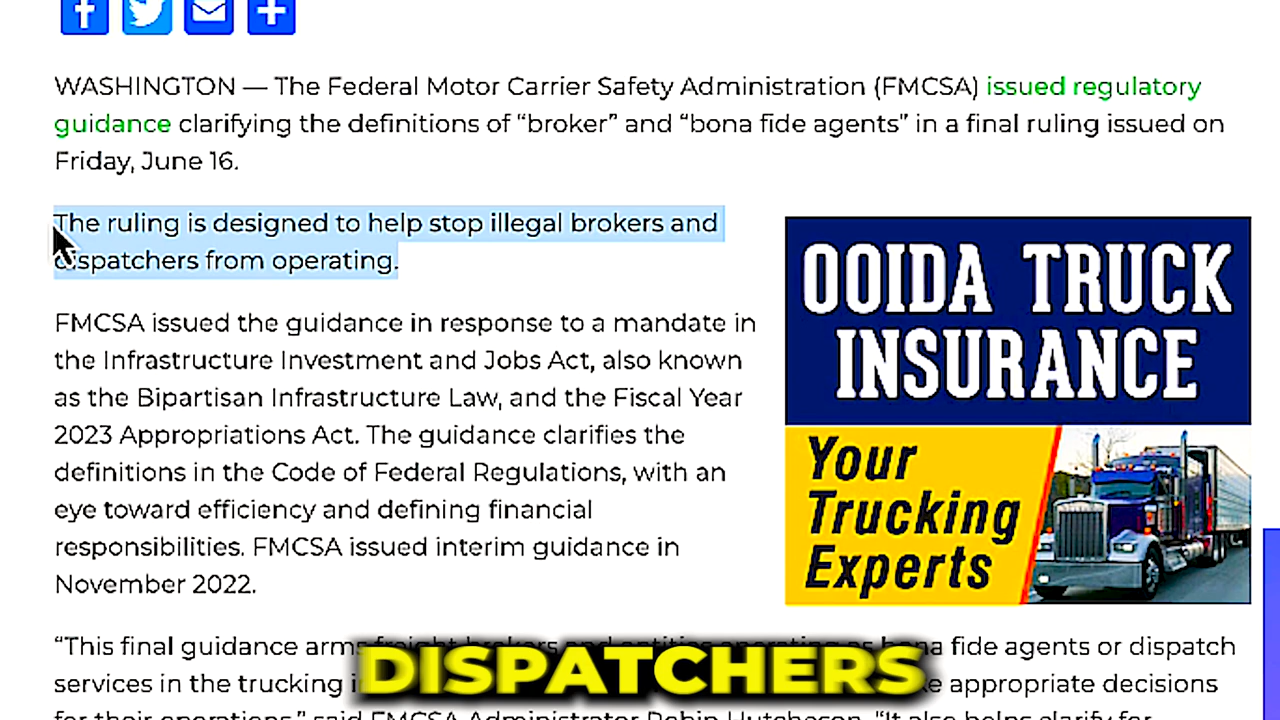 WASHINGTON — The Federal Motor Carrier Safety Administration (FMCSA) issued regulatory
guidance clarifying the definitions of “broker” and “bona fide agents” in a final ruling issued on
Friday, June 16.
The ruling is designed to help stop illegal brokers and
dispatchers from operating.
FMCSA issued the guidance in response to a mandate in
the Infrastructure Investment and Jobs Act, also known
as the Bipartisan Infrastructure Law, and the Fiscal Year
2023 Appropriations Act. The guidance clarifies the
definitions in the Code of Federal Regulations, with an
eye toward efficiency and defining financial
responsibilities. FMCSA issued interim guidance in
November 2022.
OOIDA TRUCK
INSURANCE
Your
Trucking
Experts
“This final guidance arms freight brokers and entities operating as bona fide agents or dispatch
services in the trucking appropriate decisions
for their operations,” said FMCSA Administrator Robin Hutcheson. “It also helps clarify for
DISPATCHERS